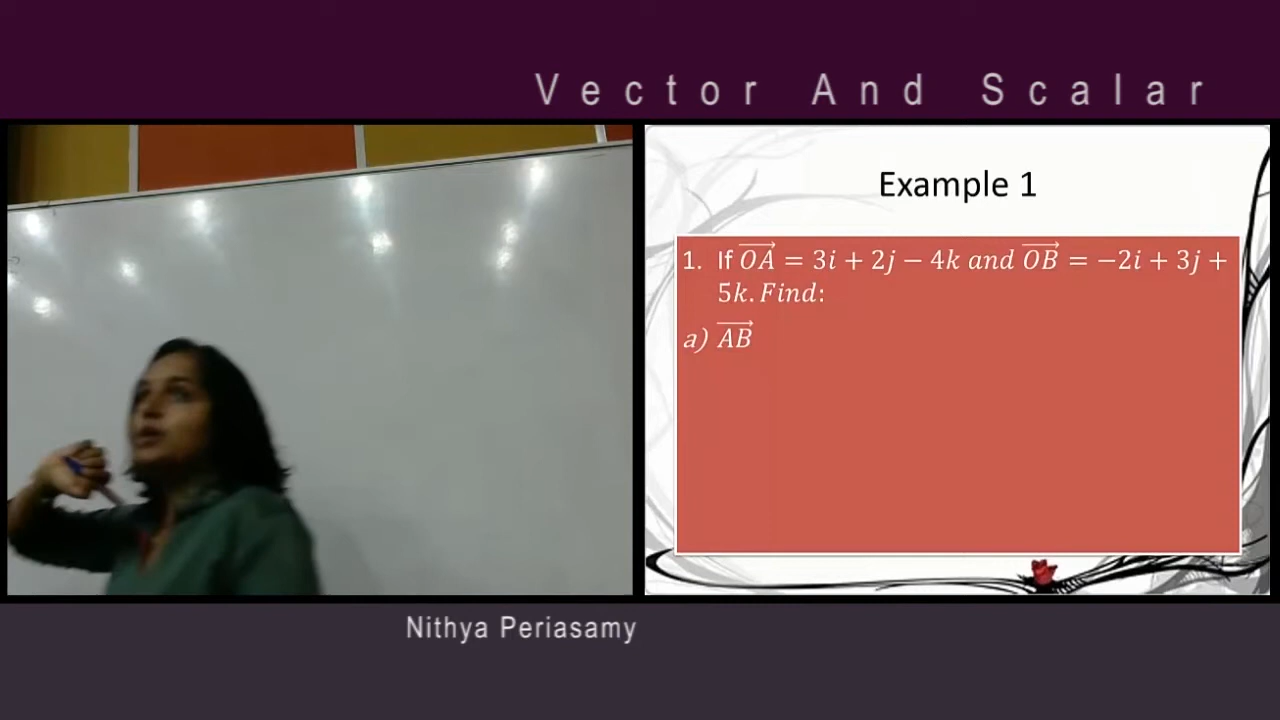 Vector And Scalar
Example 1
1. If \overrightarrow{OA} = 3i + 2j − 4k and \overrightarrow{OB} = −2i + 3j +
5k. Find:
a) \overrightarrow{AB}
Nithya Periasamy